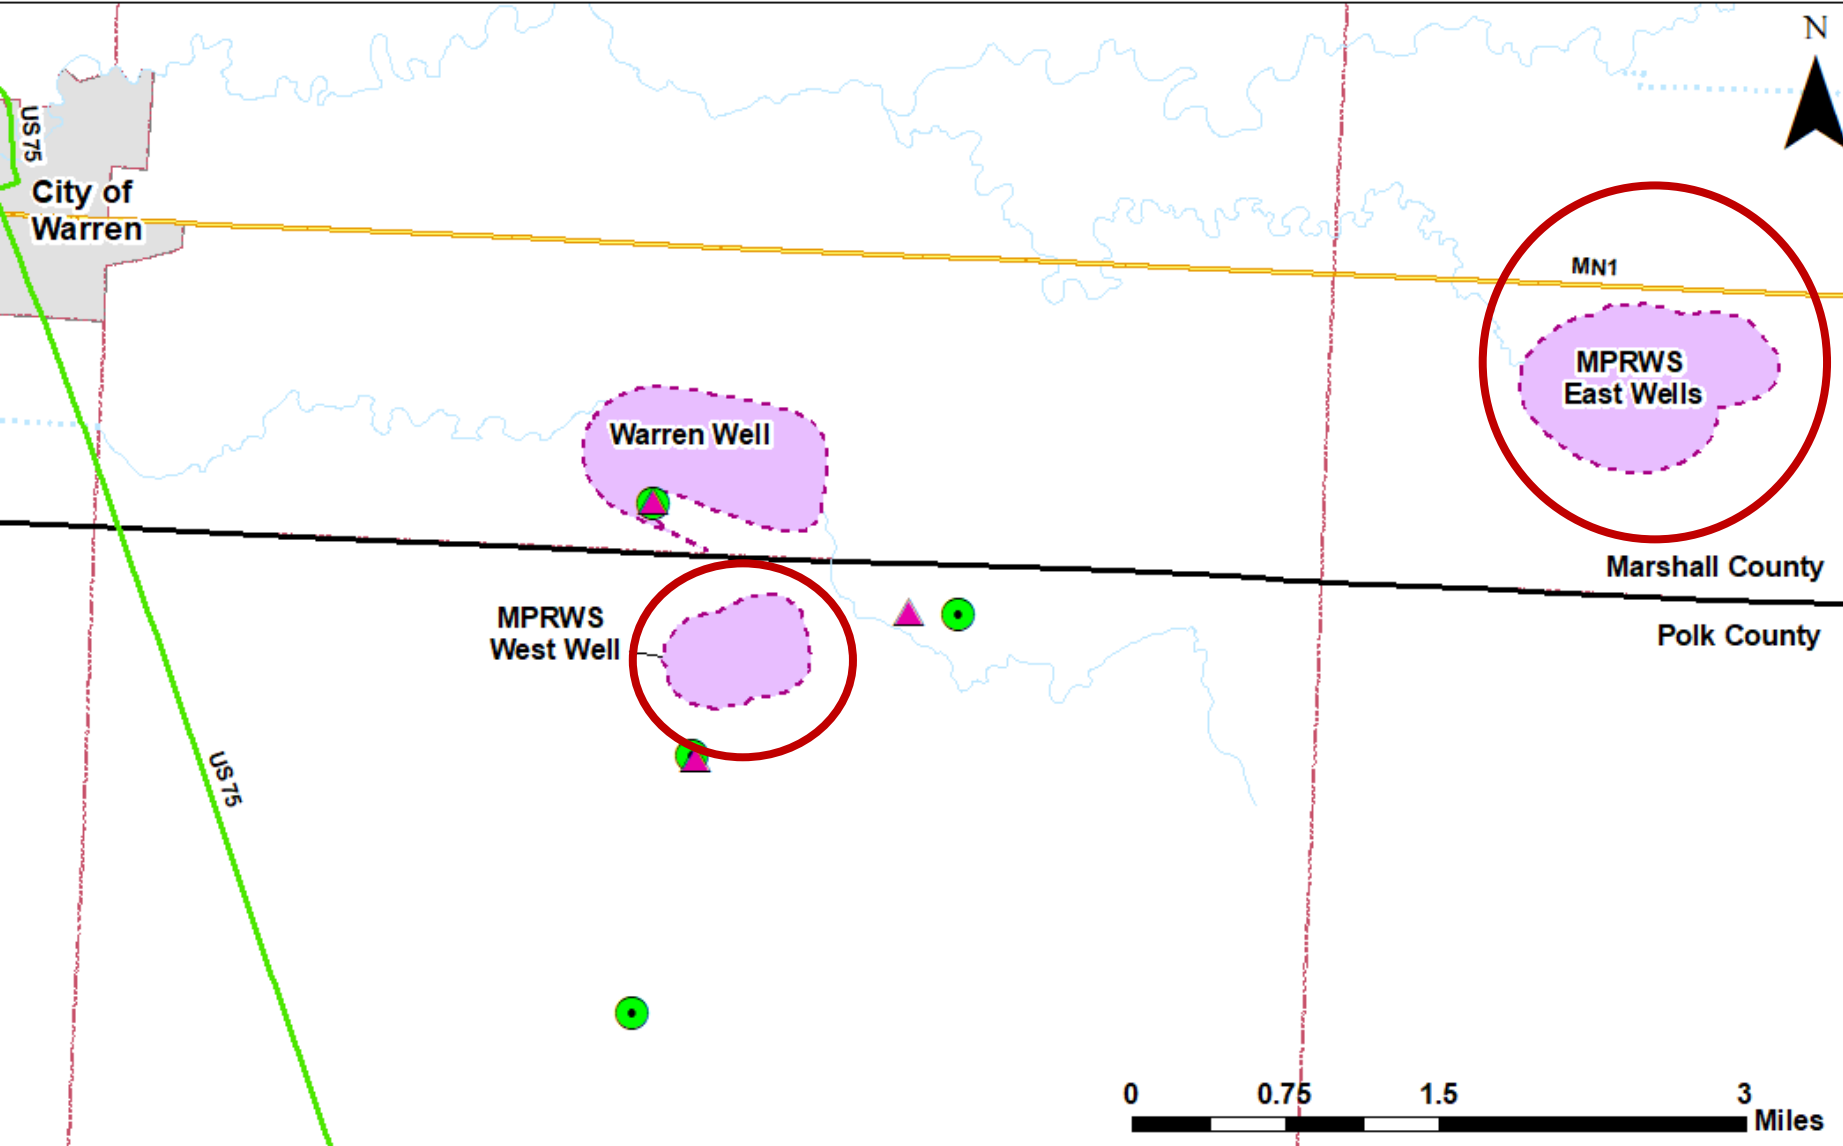 N
US 75
City of
Warren
MN1
MPRWS
East Wells
Warren Well
Marshall County
MPRWS
West Well
Polk County
US 75
0 0.75 1.5 3
Miles